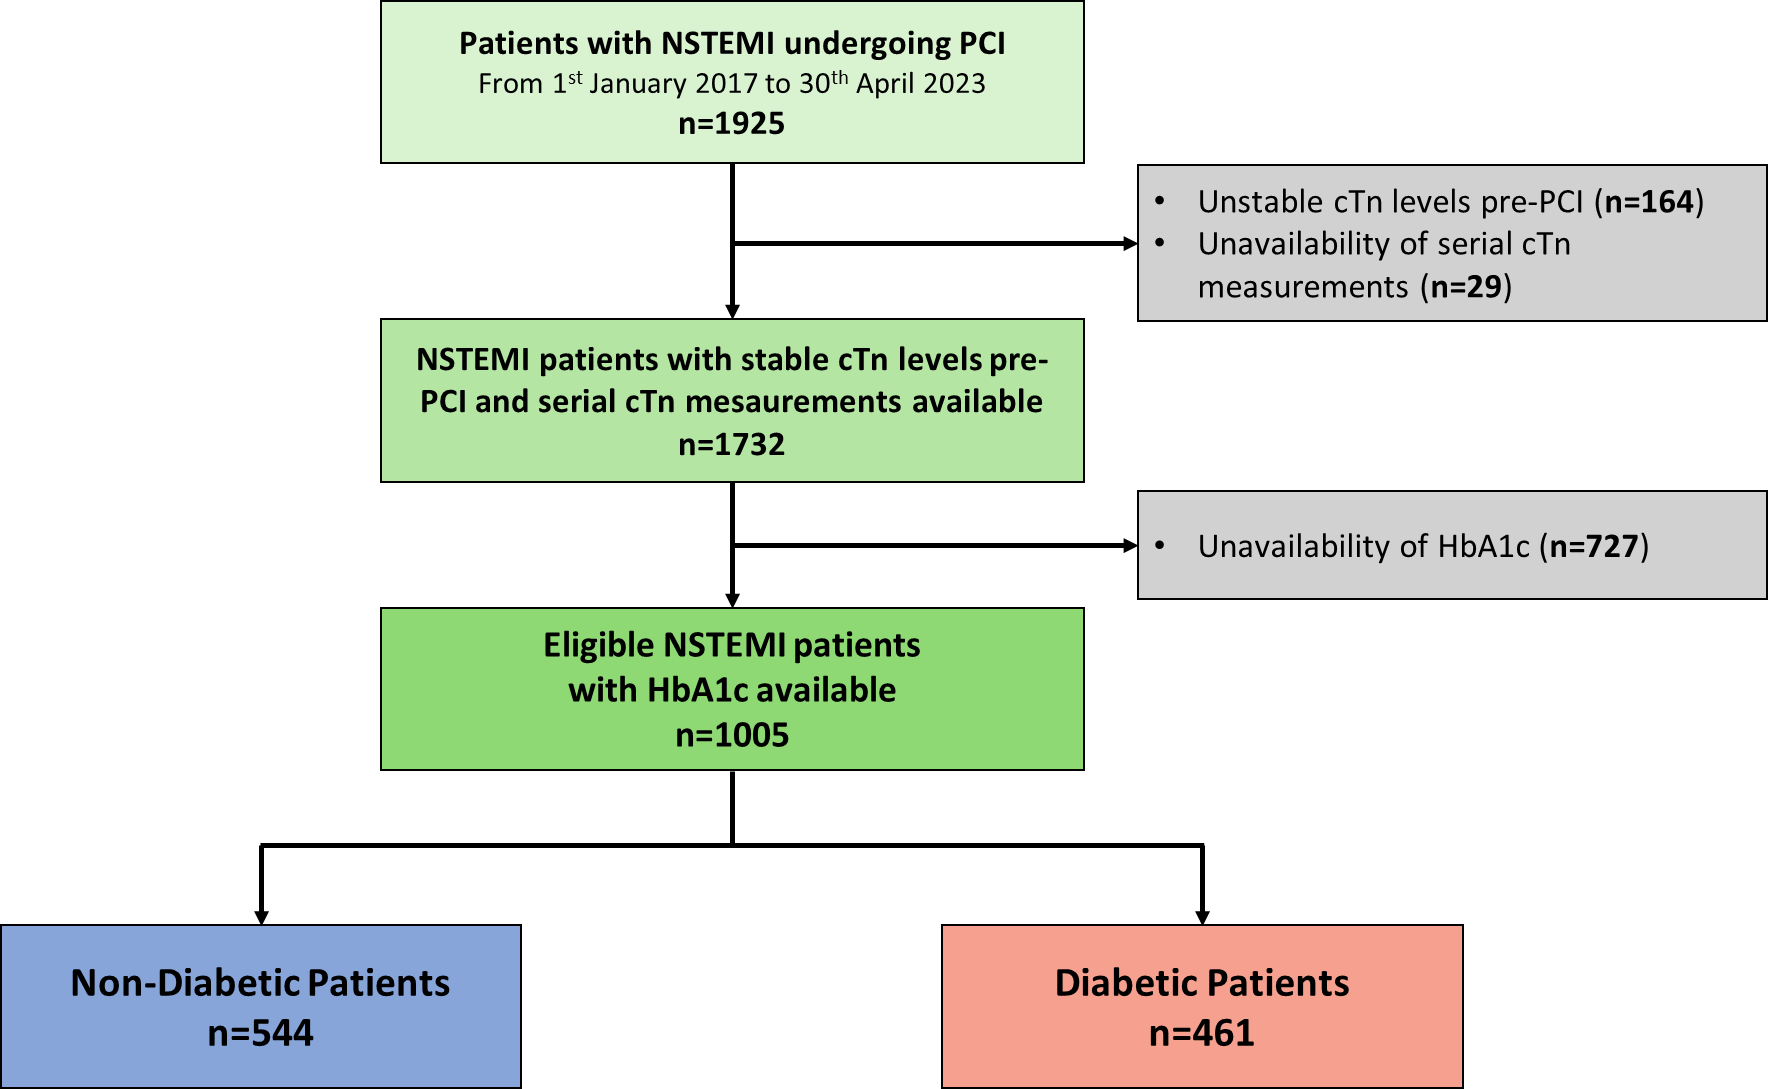 Patients with NSTEMI undergoing PCI
From 1st January 2017 to 30th April 2023
n=1925
• Unstable cTn levels pre-PCI (n=164)
• Unavailability of serial cTn
measurements (n=29)
NSTEMI patients with stable cTn levels pre-
PCI and serial cTn mesaurements available
n=1732
• Unavailability of HbA1c (n=727)
Eligible NSTEMI patients
with HbA1c available
n=1005
Non-Diabetic Patients
n=544
Diabetic Patients
n=461